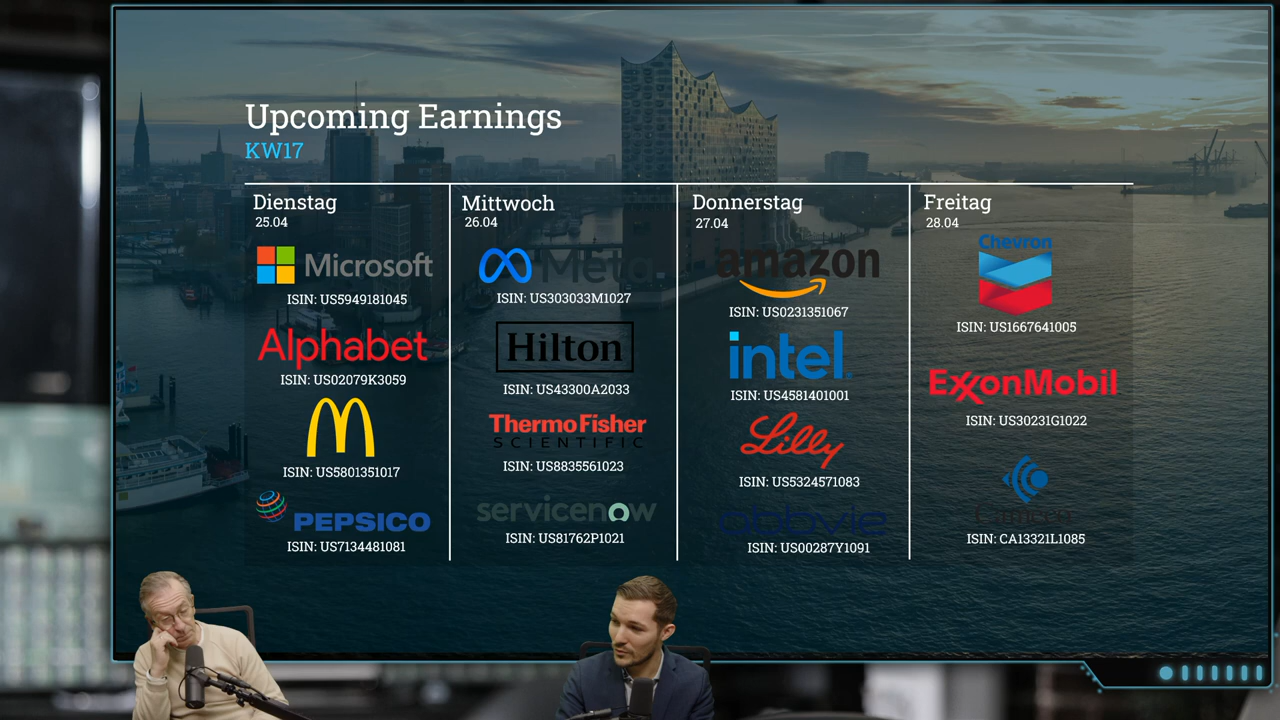 Upcoming Earnings
KW17
Dienstag
25.04
Microsoft
ISIN: US5949181045
Alphabet
ISIN: US02079K3059
ISIN: US5801351017
PEPSICO
ISIN: US7134481081
Mittwoch
26.04
Meta
ISIN: US303033M1027
Hilton
ISIN: US43300A2033
ThermoFisher
SCIENTIFIC
ISIN: US8835561023
servicenow
ISIN: US81762P1021
Donnerstag
27.04
amazon
ISIN: US0231351067
intel.
ISIN: US4581401001
Lilly
ISIN: US5324571083
abbvie
ISIN: US00287Y1091
Freitag
28.04
Chevron
ISIN: US1667641005
ExxonMobil
ISIN: US30231G1022
Cameco
ISIN: CA13321L1085